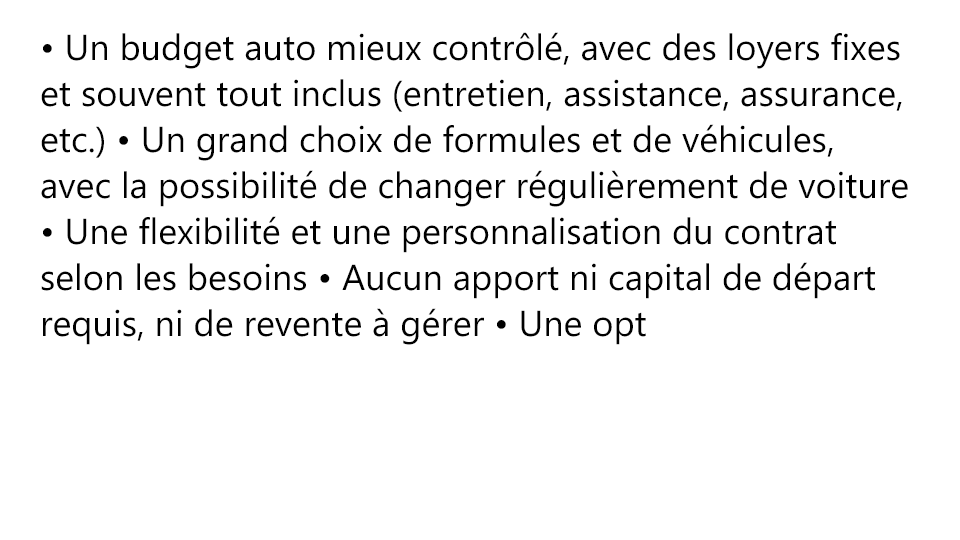 • Un budget auto mieux contrôlé, avec des loyers fixes
et souvent tout inclus (entretien, assistance, assurance,
etc.) • Un grand choix de formules et de véhicules,
avec la possibilité de changer régulièrement de voiture
• Une flexibilité et une personnalisation du contrat
selon les besoins • Aucun apport ni capital de départ
requis, ni de revente à gérer • Une opt